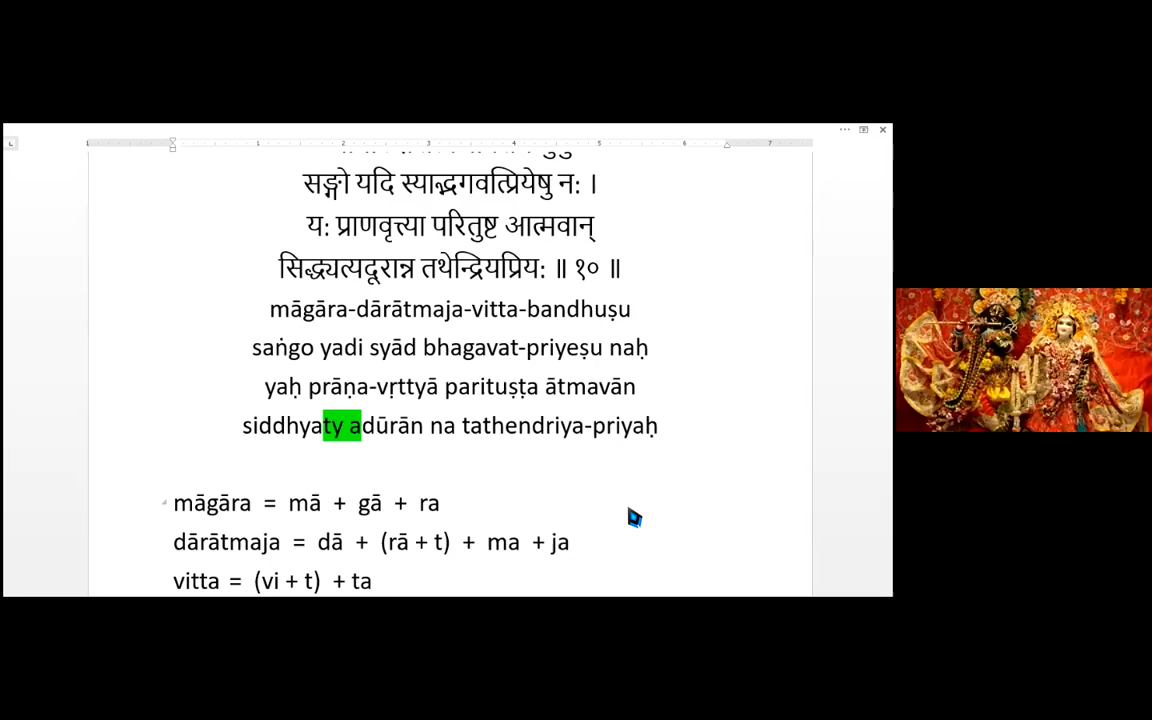 सङ्गो यदि स्याद्भगवत्प्रियेषु न: ।
य: प्राणवृत्त्या परितुष्ट आत्मवान्
सिद्ध्यत्यदूरान्न तथेन्द्रियप्रिय: ॥ १० ॥
māgāra-dārātmaja-vitta-bandhuṣu
saṅgo yadi syād bhagavat-priyeṣu naḥ
yaḥ prāṇa-vṛttyā parituṣṭa ātmavān
siddhyaty adūrān na tathendriya-priyaḥ
māgāra = mā + gā + ra
dārātmaja = dā + (rā + t) + ma + ja
vitta = (vi + t) + ta